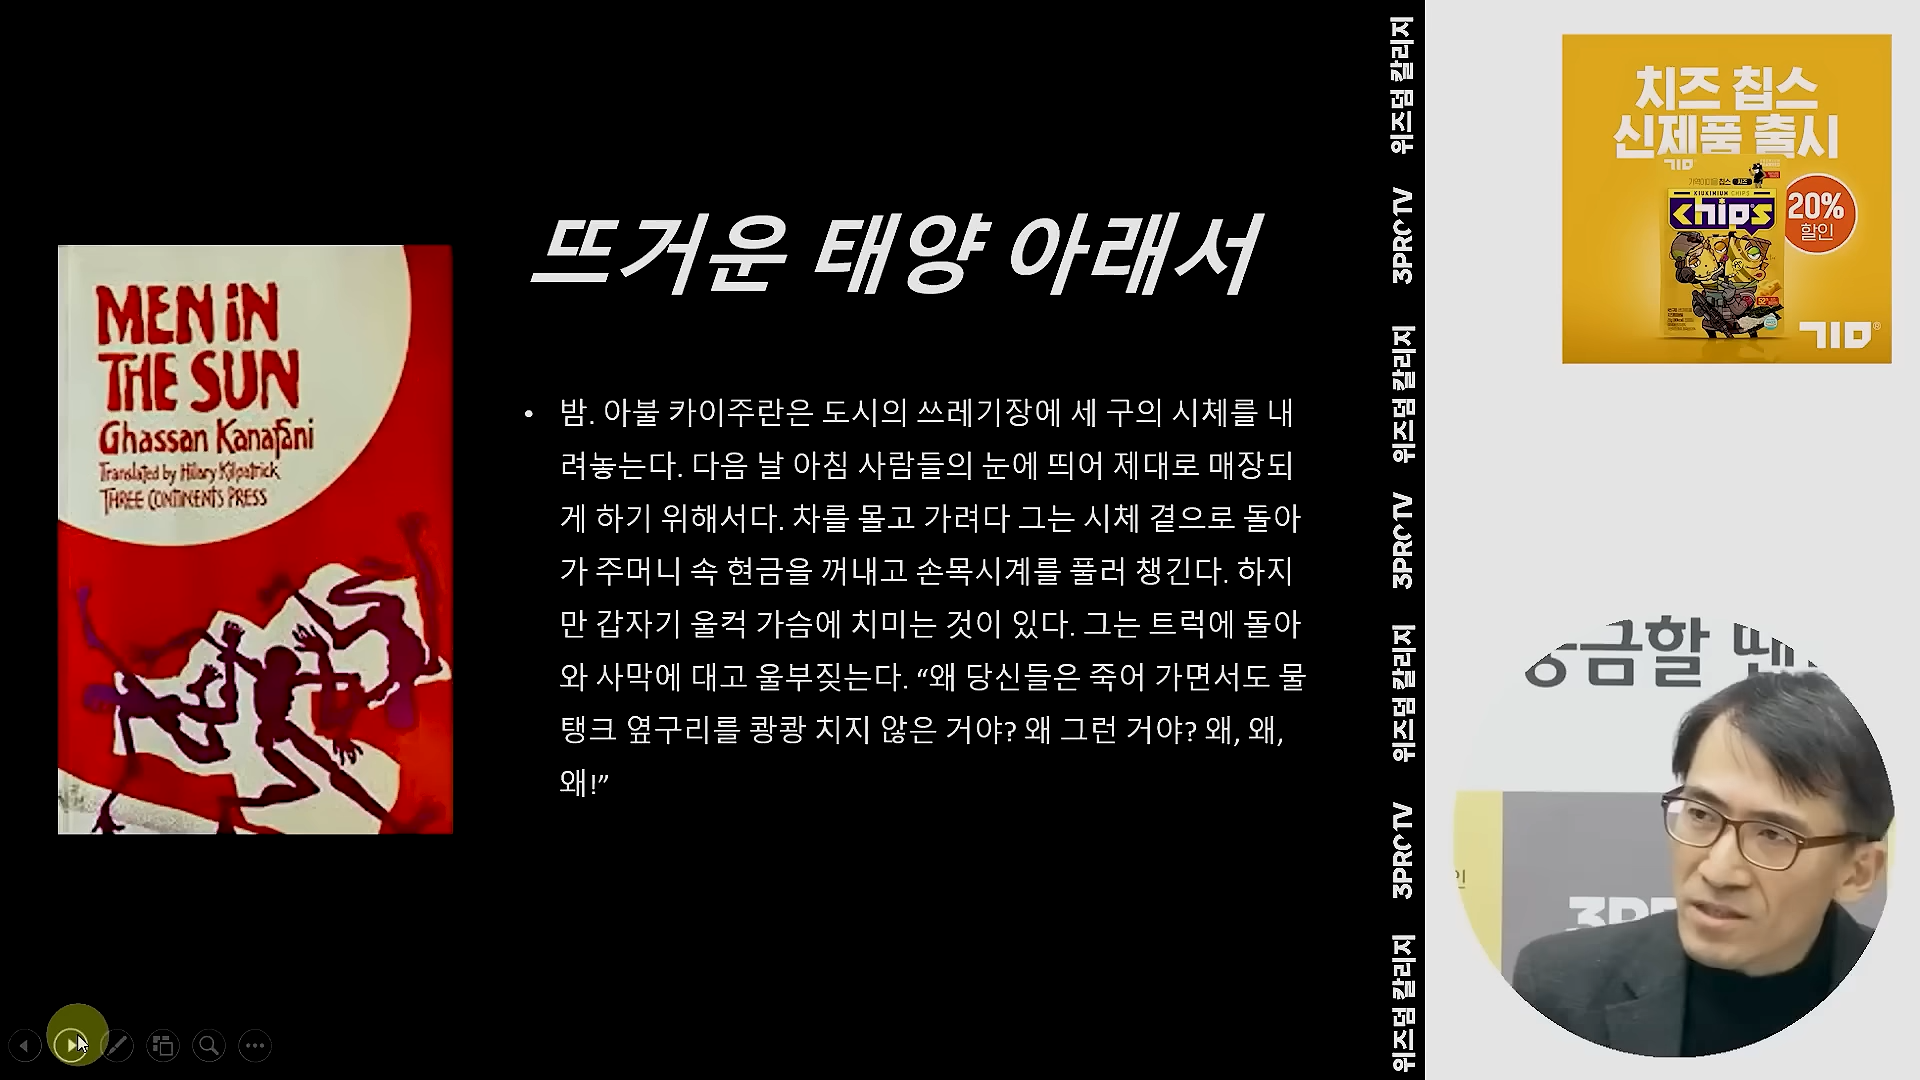 뜨거운 태양 아래서
MEN IN
THE SUN
Ghassan Kanafani
Translated by Hilary Kilpatrick
THREE CONTINENTS PRESS
• 밤. 아불 카이주란은 도시의 쓰레기장에 세 구의 시체를 내
려놓는다. 다음 날 아침 사람들의 눈에 띄어 제대로 매장되
게 하기 위해서다. 차를 몰고 가려다 그는 시체 곁으로 돌아
가 주머니 속 현금을 꺼내고 손목시계를 풀러 챙긴다. 하지
만 갑자기 울컥 가슴에 치미는 것이 있다. 그는 트럭에 돌아
와 사막에 대고 울부짖는다. “왜 당신들은 죽어 가면서도 물
탱크 옆구리를 쾅쾅 치지 않은 거야? 왜 그런 거야? 왜, 왜,
왜!”
위즈덤 칼리지
3PROTV
위즈덤 칼리지
3PROTV
위즈덤 칼리지
3PROTV
위즈덤 칼리지
치즈 칩스
신제품 출시
chips
20%
할인
궁금할 땐
인